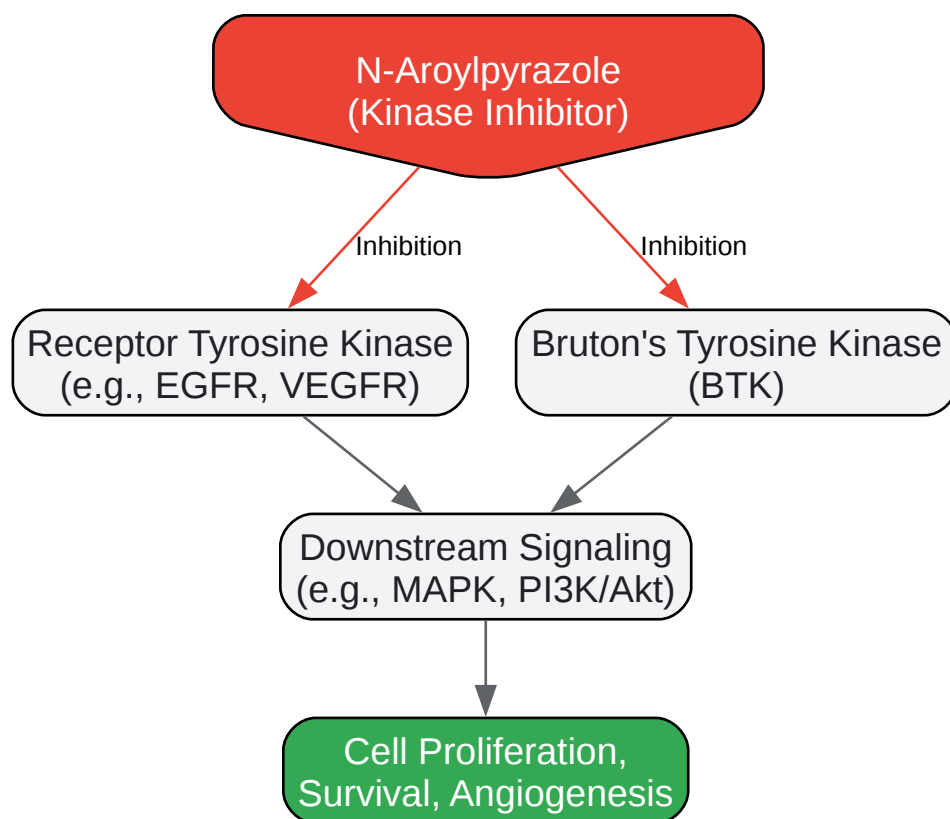 N-Aroylpyrazole
(Kinase Inhibitor)
Inhibition
Inhibition
Receptor Tyrosine Kinase
(e.g., EGFR, VEGFR)
Bruton's Tyrosine Kinase
(BTK)
Downstream Signaling
(e.g., MAPK, PI3K/Akt)
Cell Proliferation,
Survival, Angiogenesis